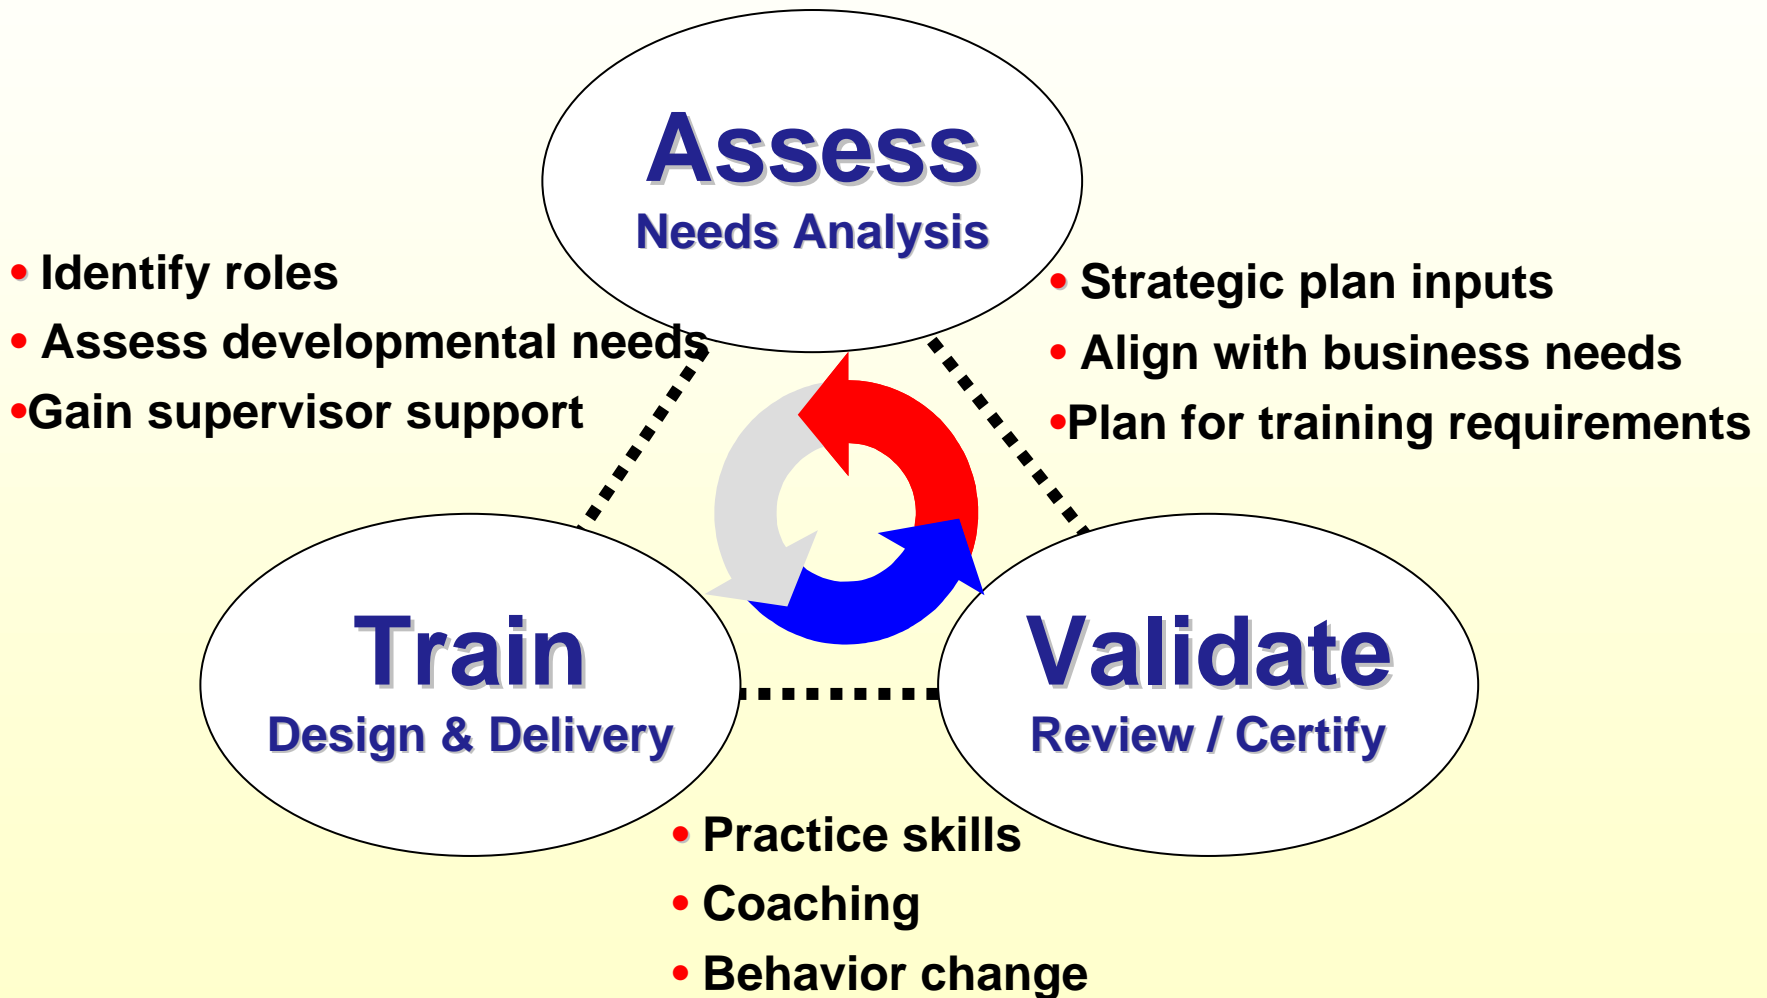 Assess
Needs Analysis
• Identify roles
• Assess developmental needs
•Gain supervisor support
• Strategic plan inputs
• Align with business needs
•Plan for training requirements
Train
Design & Delivery
Validate
Review / Certify
• Practice skills
• Coaching
• Behavior change